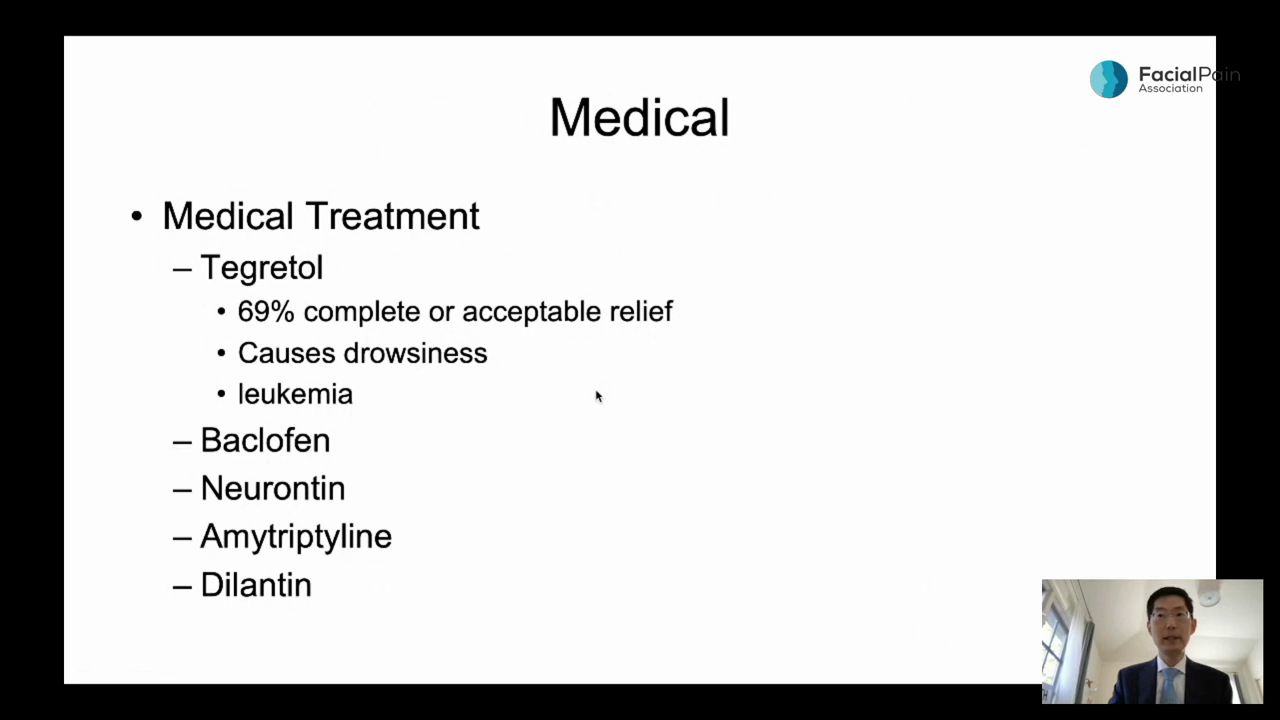 FacialPain
Association
Medical
• Medical Treatment
– Tegretol
• 69% complete or acceptable relief
• Causes drowsiness
• leukemia
– Baclofen
– Neurontin
– Amytriptyline
– Dilantin